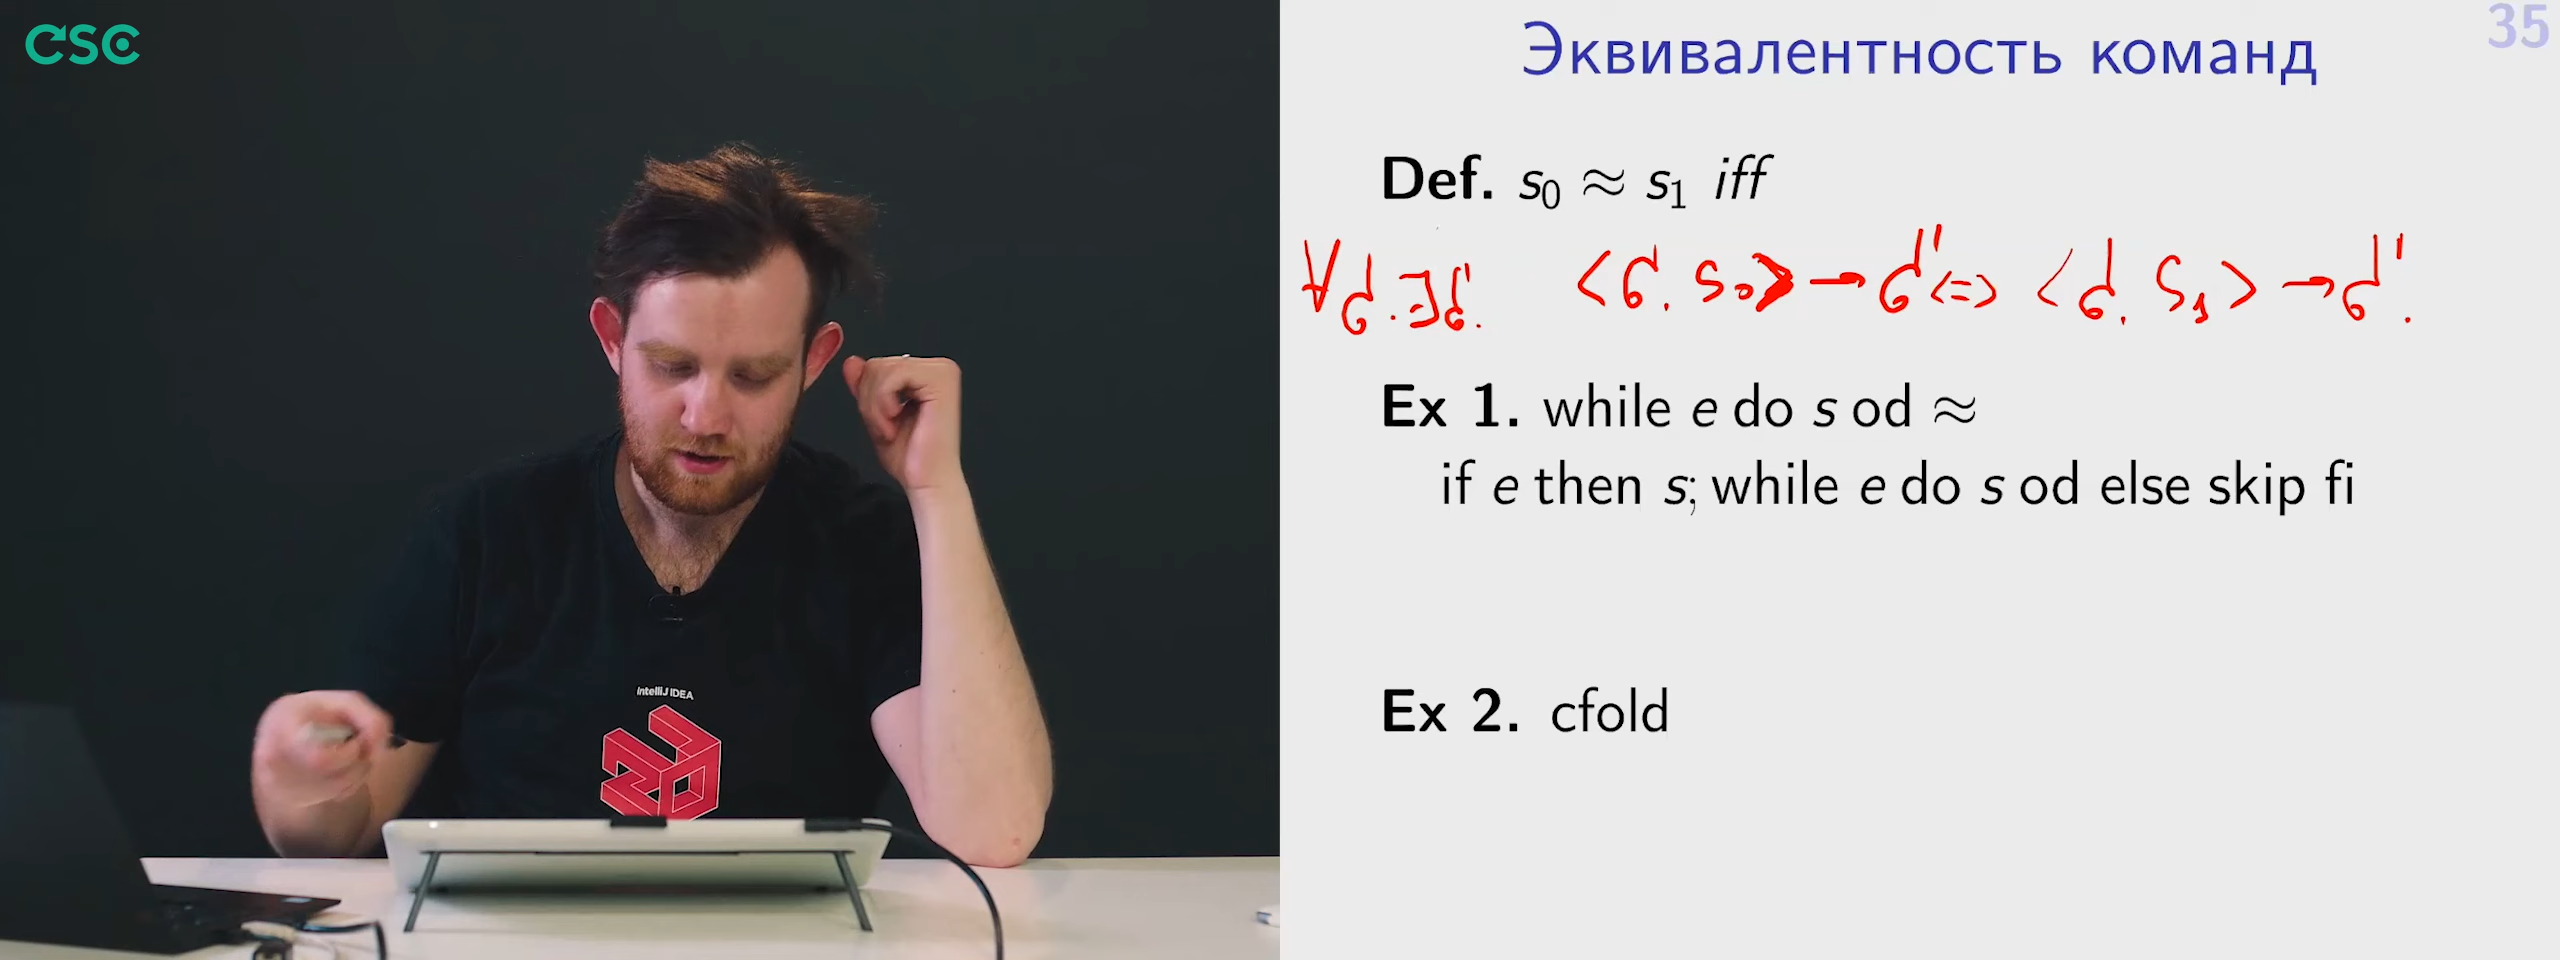 CSC
35
Эквивалентность команд
Def. s₀ ≈ s₁ iff
∀σ.∃σ'. <σ, s₀> → σ' <=> <σ, s₁> → σ'.
Ex 1. while e do s od ≈
if e then s; while e do s od else skip fi
Ex 2. cfold
IntelliJ IDEA